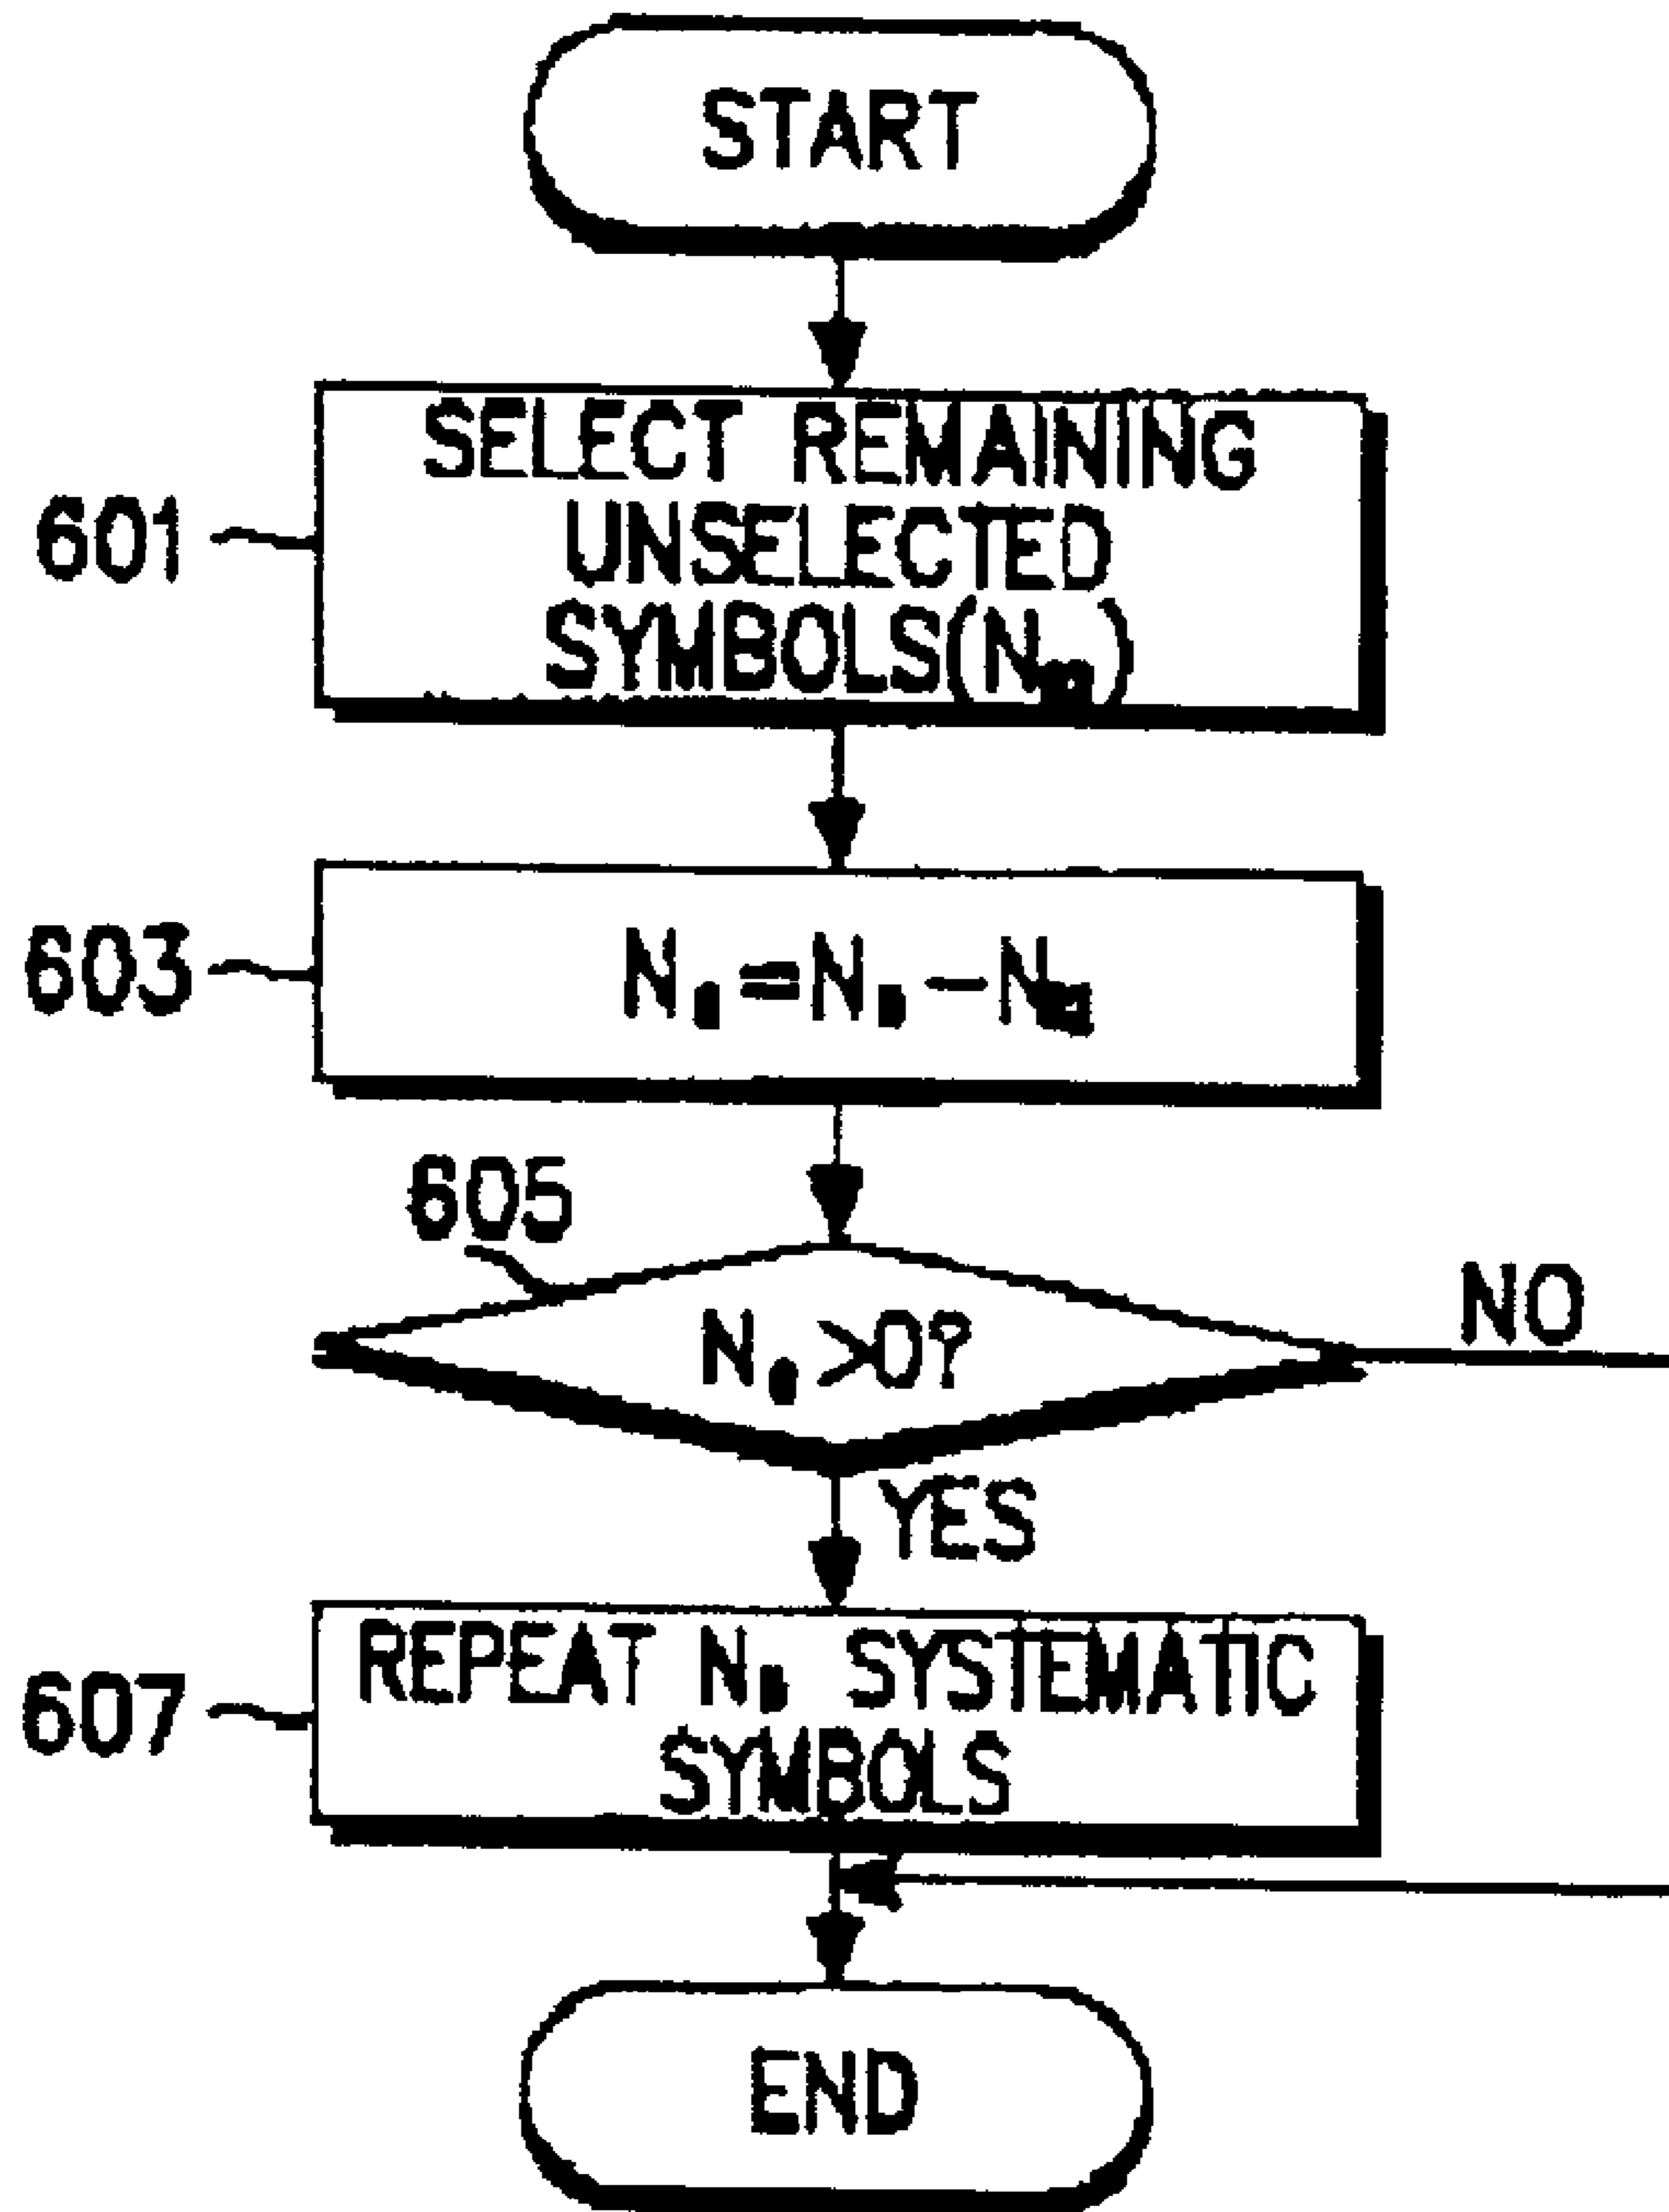 START
SELECT REMAINING
UNSELECTED
SYMBOLS(N
601
603
N =N -N
605
N >0?
NO
YES
REPEAT N SYSTEMATIC
SYMBOLS
607
END